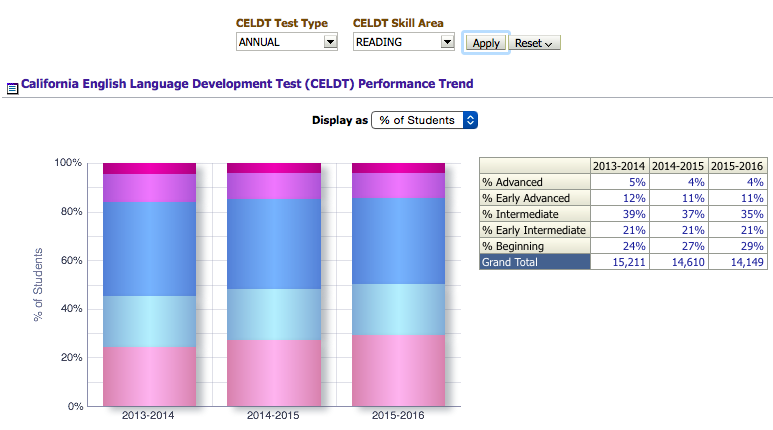 CELDT Test Type CELDT Skill Area
ANNUAL READING Apply Reset
California English Language Development Test (CELDT) Performance Trend
Display as % of Students
% of Students
100%
80%
60%
40%
20%
0%
2013-2014 2014-2015 2015-2016
2013-2014 2014-2015 2015-2016
% Advanced 5% 4% 4%
% Early Advanced 12% 11% 11%
% Intermediate 39% 37% 35%
% Early Intermediate 21% 21% 21%
% Beginning 24% 27% 29%
Grand Total 15,211 14,610 14,149